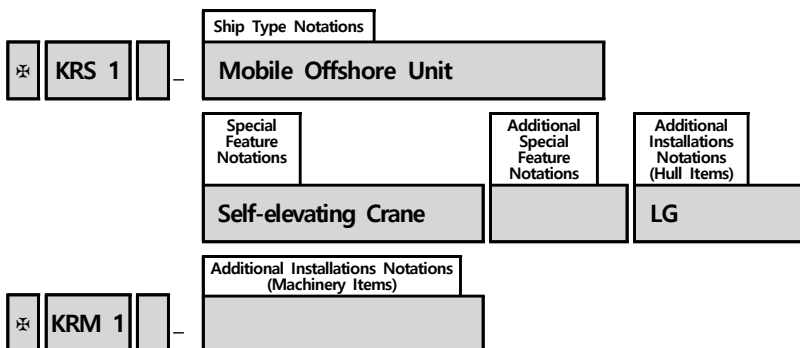 Ship Type Notations
✠ KRS 1 _ Mobile Offshore Unit
Special
Feature
Notations
Additional
Special
Feature
Notations
Additional
Installations
Notations
(Hull Items)
Self-elevating Crane
LG
Additional Installations Notations
(Machinery Items)
✠ KRM 1 _